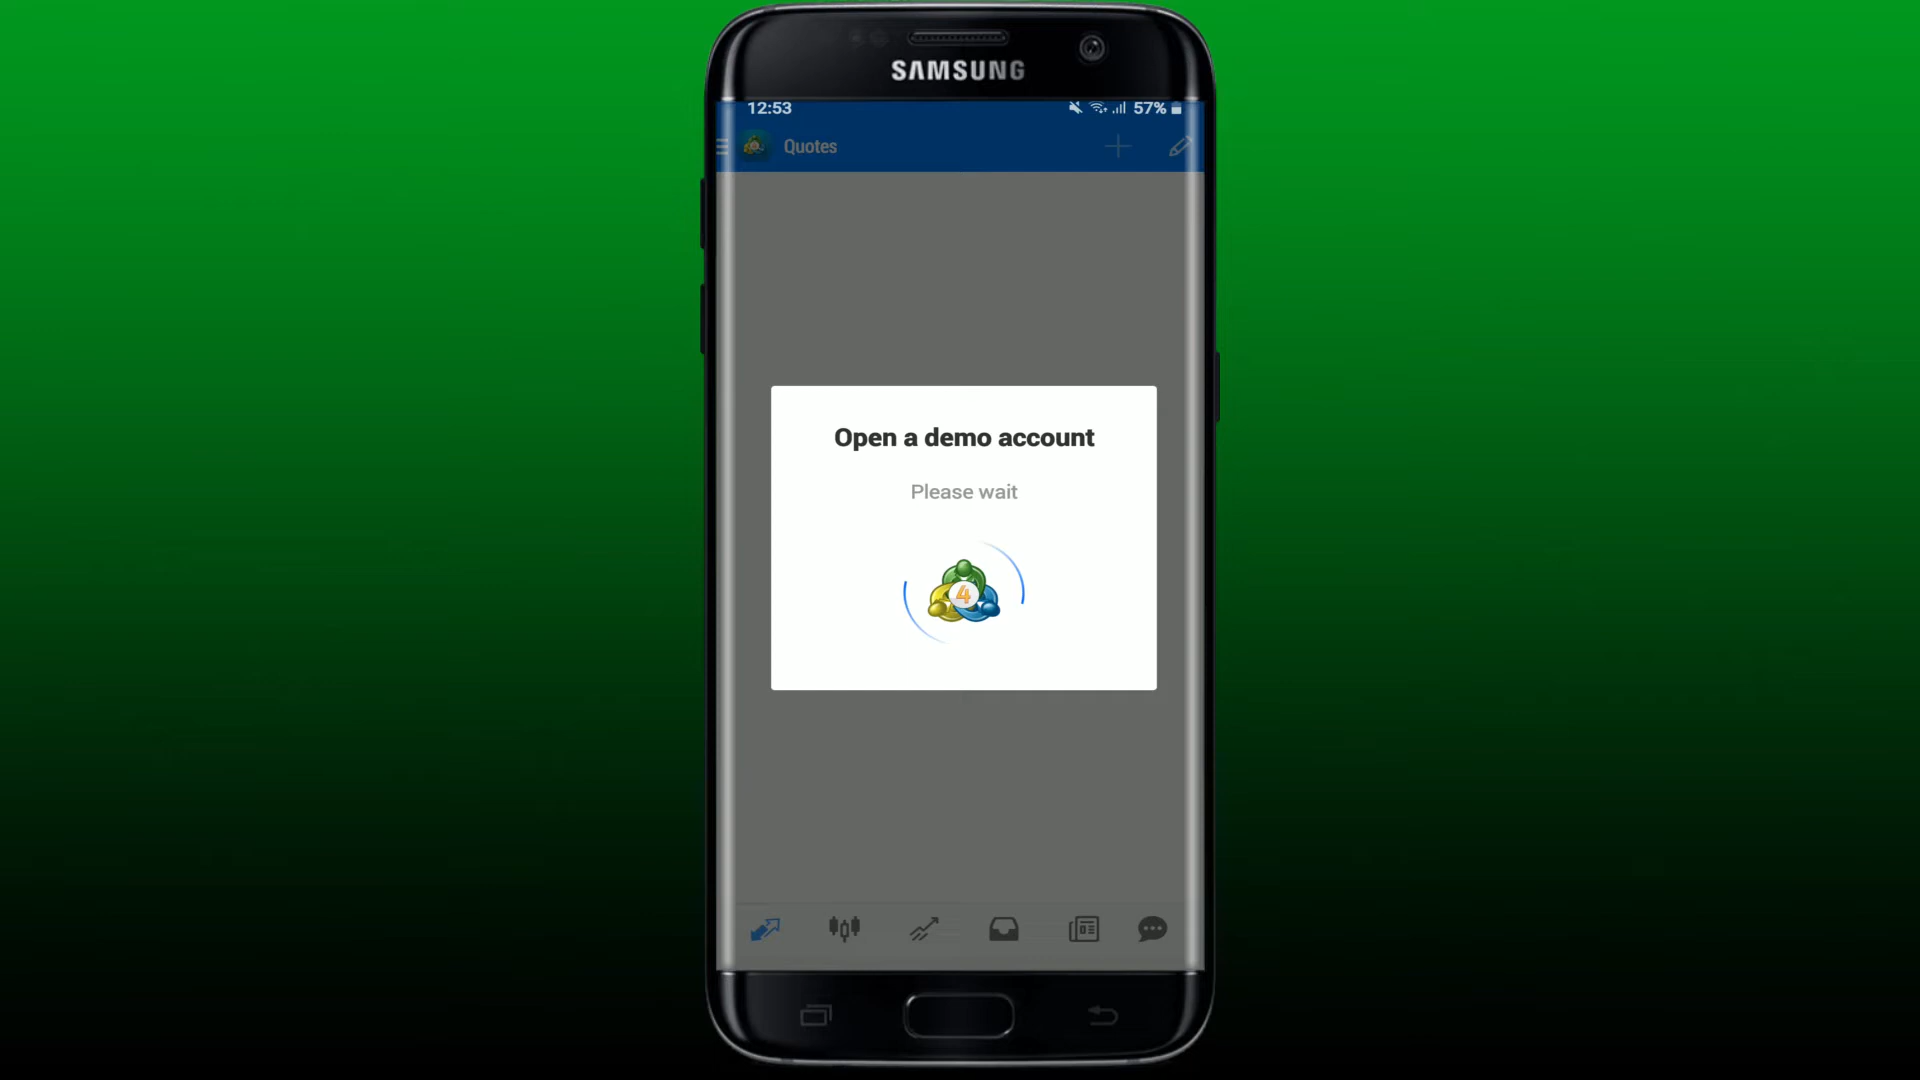 SAMSUNG
12:53
57%
Quotes
Open a demo account
Please wait
4